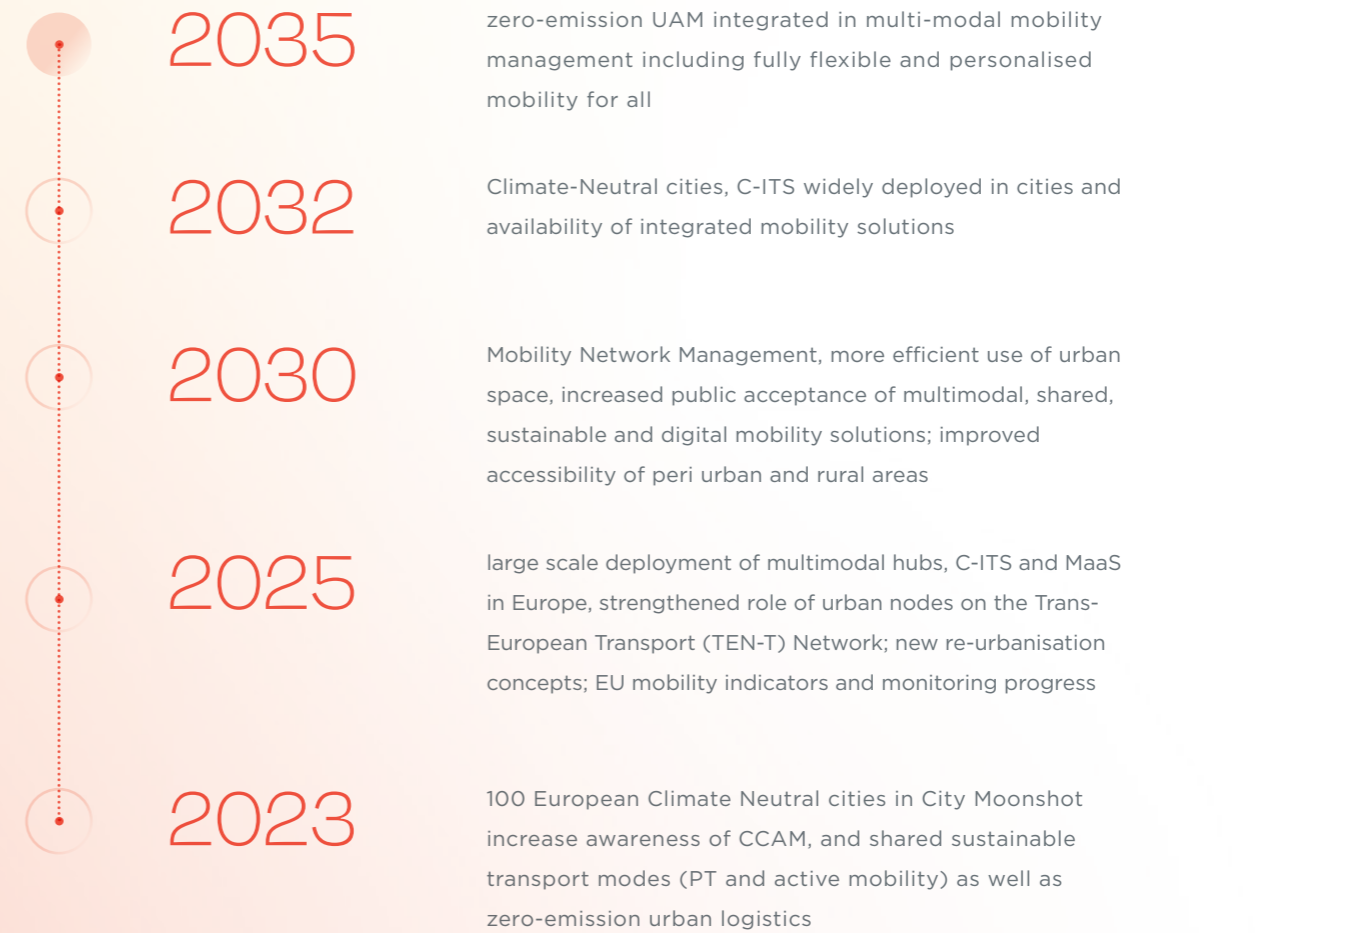 2035
zero-emission UAM integrated in multi-modal mobility
management including fully flexible and personalised
mobility for all
2032
Climate-Neutral cities, C-ITS widely deployed in cities and
availability of integrated mobility solutions
2030
Mobility Network Management, more efficient use of urban
space, increased public acceptance of multimodal, shared,
sustainable and digital mobility solutions; improved
accessibility of peri urban and rural areas
2025
large scale deployment of multimodal hubs, C-ITS and MaaS
in Europe, strengthened role of urban nodes on the Trans-
European Transport (TEN-T) Network; new re-urbanisation
concepts; EU mobility indicators and monitoring progress
2023
100 European Climate Neutral cities in City Moonshot
increase awareness of CCAM, and shared sustainable
transport modes (PT and active mobility) as well as
zero-emission urban logistics